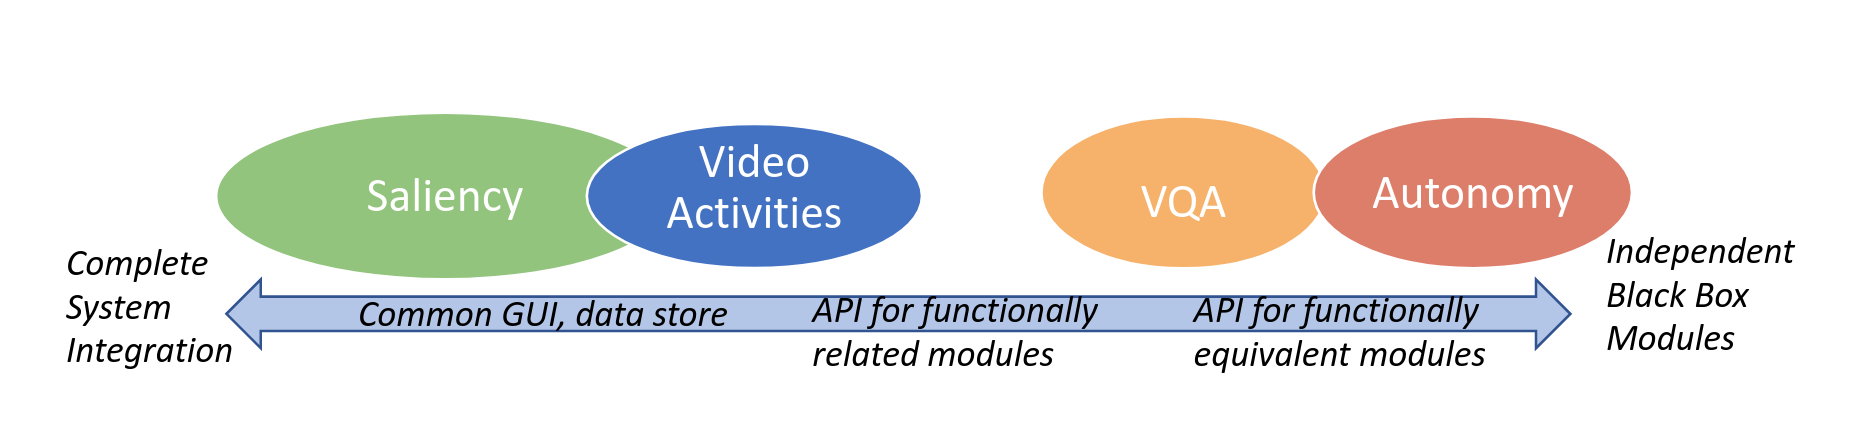 Saliency
Video
Activities
VQA
Autonomy
Complete
System
Integration
Common GUI, data store
API for functionally
related modules
API for functionally
equivalent modules
Independent
Black Box
Modules